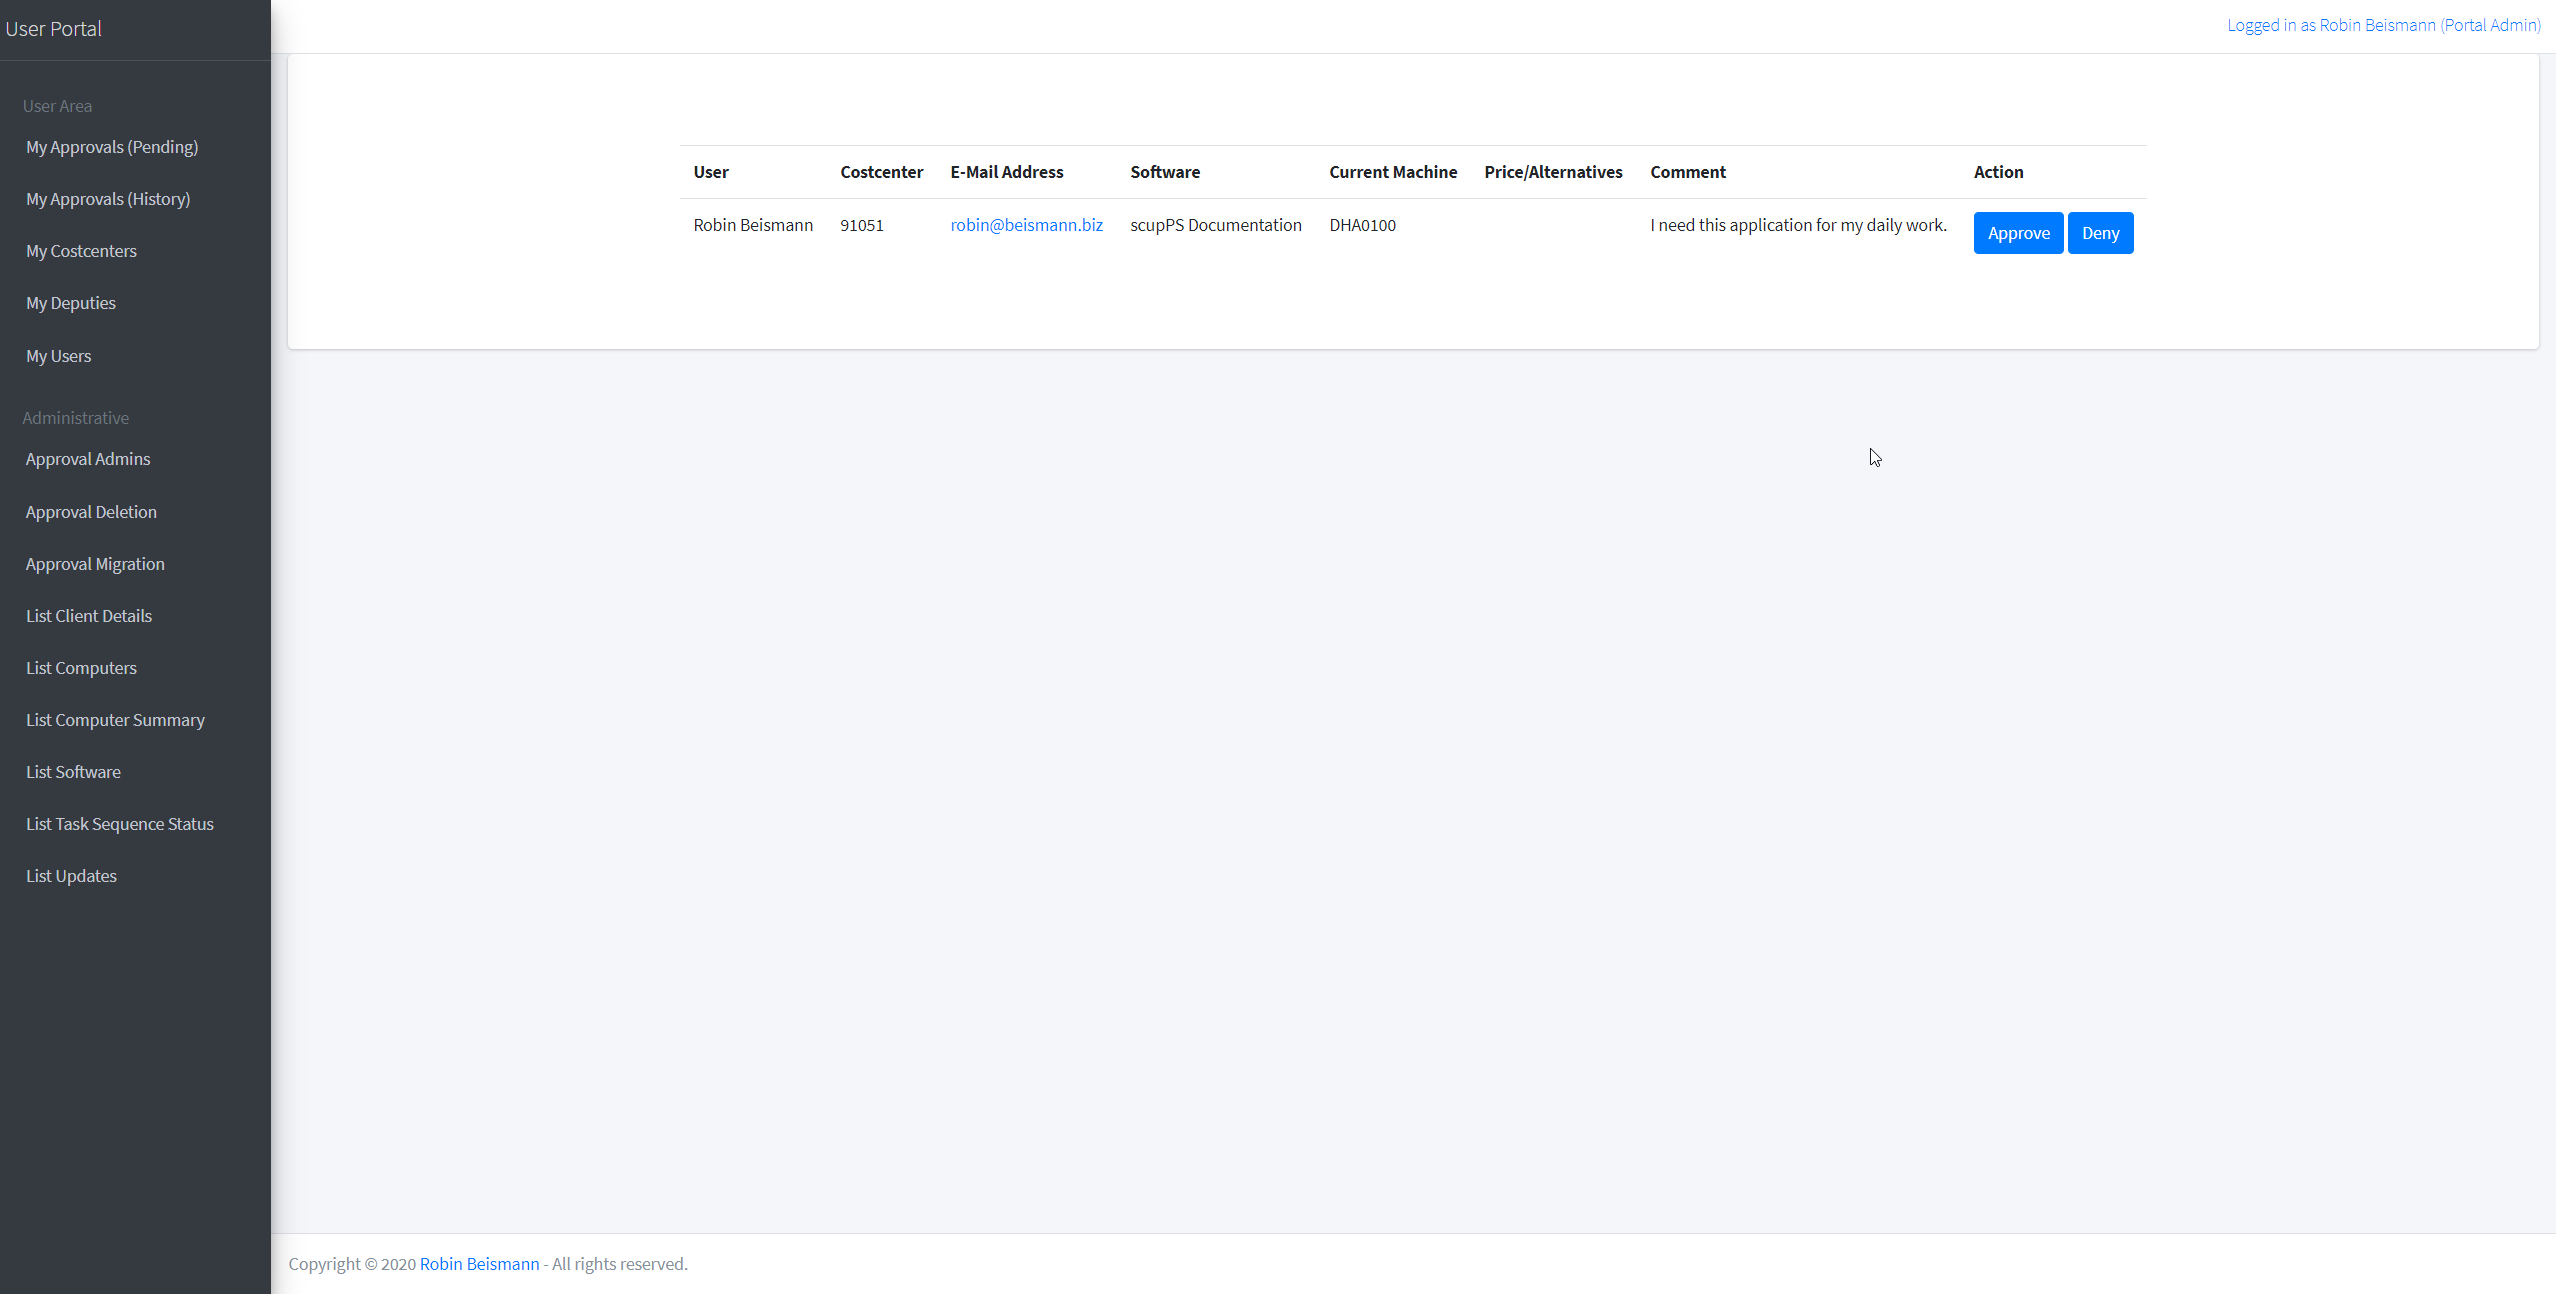 User Portal
Logged in as Robin Beismann (Portal Admin)
User Area
My Approvals (Pending)
My Approvals (History)
My Costcenters
My Deputies
My Users
Administrative
Approval Admins
Approval Deletion
Approval Migration
List Client Details
List Computers
List Computer Summary
List Software
List Task Sequence Status
List Updates
User Costcenter E-Mail Address Software Current Machine Price/Alternatives Comment Action
Robin Beismann 91051 robin@beismann.biz scupPS Documentation DHA0100 I need this application for my daily work. Approve Deny
Copyright © 2020 Robin Beismann - All rights reserved.